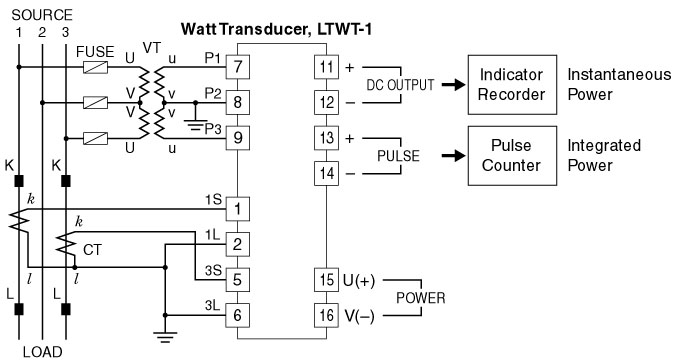 SOURCE
1 2 3
Watt Transducer, LTWT-1
FUSE
VT
U u P1 7
11 +
DC OUTPUT
Indicator
Recorder
Instantaneous
Power
V v P2 8
V v
12 −
U u P3 9
13 +
PULSE
Pulse
Counter
Integrated
Power
14 −
K K
k 1S 1
k
1L 2
CT
l l 3S 5
15 U(+)
POWER
L L
3L 6
16 V(−)
LOAD